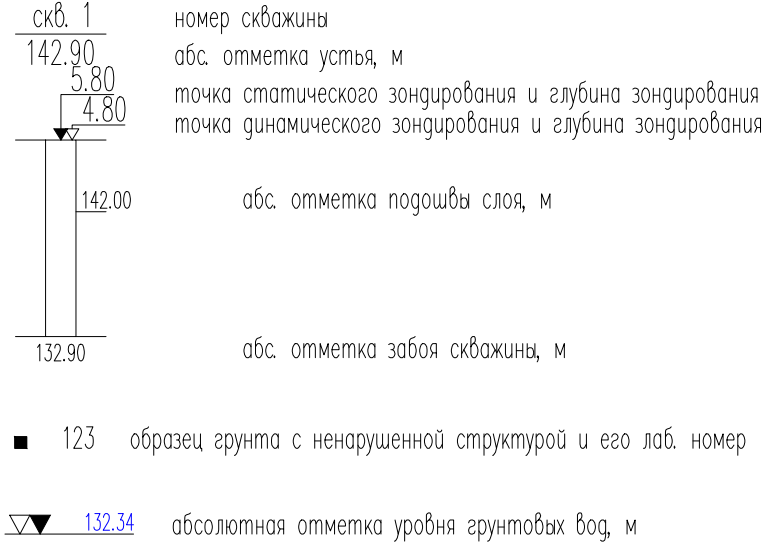 скв. 1 номер скважины
142.90 абс. отметка устья, м
5.80 точка статического зондирования и глубина зондирования
4.80 точка динамического зондирования и глубина зондирования
142.00 абс. отметка подошвы слоя, м
132.90 абс. отметка забоя скважины, м
123 образец грунта с ненарушенной структурой и его лаб. номер
132.34 абсолютная отметка уровня грунтовых вод, м